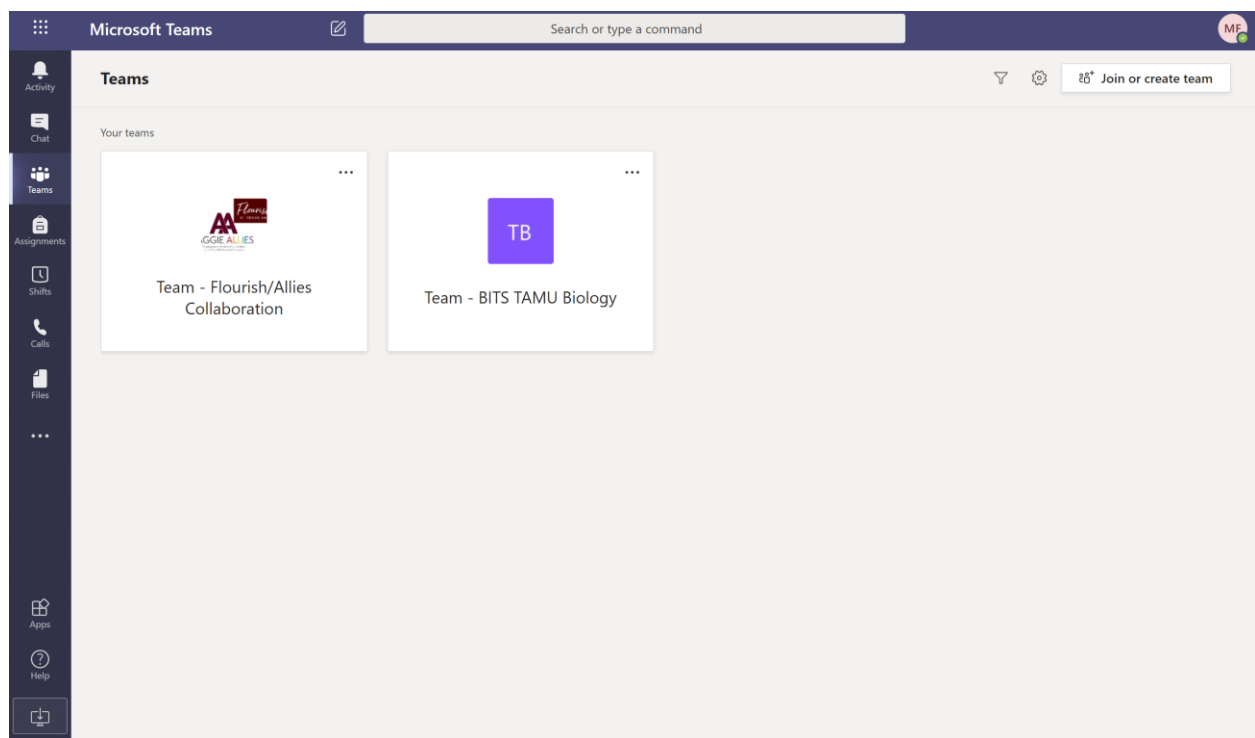 Microsoft Teams
Search or type a command
MF
Activity
Chat
Teams
Assignments
Shifts
Calls
Files
Apps
Help
Teams
Join or create team
Your teams
Flouris
AA
GGIE ALLIES
Team - Flourish/Allies
Collaboration
TB
Team - BITS TAMU Biology